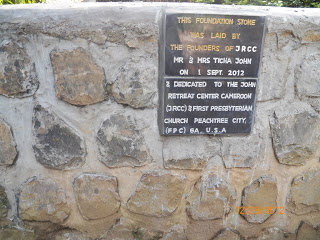 THIS FOUNDATION STONE
WAS LAID BY
THE FOUNDERS OF JRCC
MR & MRS TICHA JOHN
ON 1 SEPT. 2012
& DEDICATED TO THE JOHN
RETREAT CENTER CAMEROON
(JRCC) & FIRST PRESBYTERIAN
CHURCH PEACHTREE CITY,
(FPC) GA, U.S.A